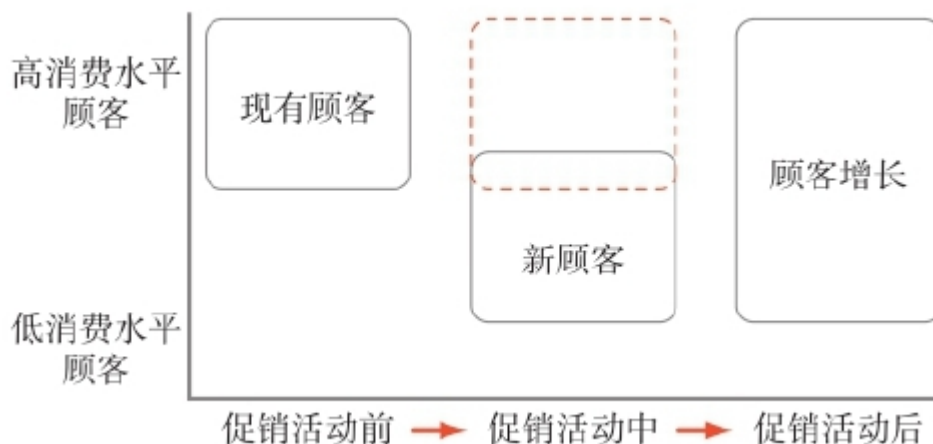 高消费水平
顾客
现有顾客
新顾客
顾客增长
低消费水平
顾客
促销活动前
促销活动中
促销活动后